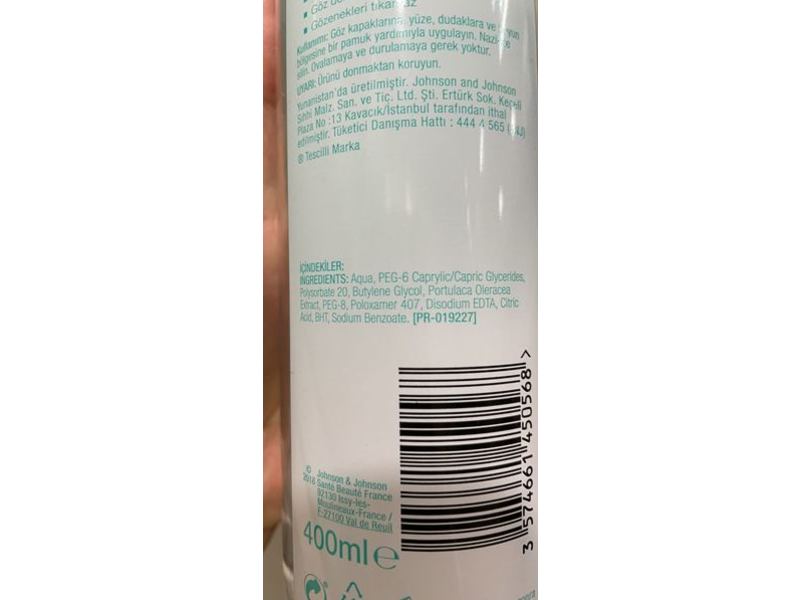 Göz
Gözenekleri
Kullanımı: Göz kapaklarına, yüze, dudaklara ve
bölgesine bir pamuk yardımıyla uygulayın.
silin. Ovalamaya ve durulamaya gerek yoktur.
UYARI: Ürünü donmaktan koruyun.
Yunanistan'da üretilmiştir. Johnson and Johnson
Sıhhi Malz. San. ve Tic. Ltd. Şti. Ertürk Sok. Keçeli
Plaza No :13 Kavacık/İstanbul tarafından ithal
edilmiştir. Tüketici Danışma Hattı : 444 4 565
® Tescilli Marka
İÇİNDEKİLER:
INGREDIENTS: Aqua, PEG-6 Caprylic/Capric Glycerides,
Polysorbate 20, Butylene Glycol, Portulaca Oleracea
Extract, PEG-8, Poloxamer 407, Disodium EDTA, Citric
Acid, BHT, Sodium Benzoate. [PR-019227]
© Johnson & Johnson
2016 Santé Beauté France
92130 Issy-les-
Moulineaux-France /
F-27100 Val de Reuil
400ml e
3 574661 450568 >